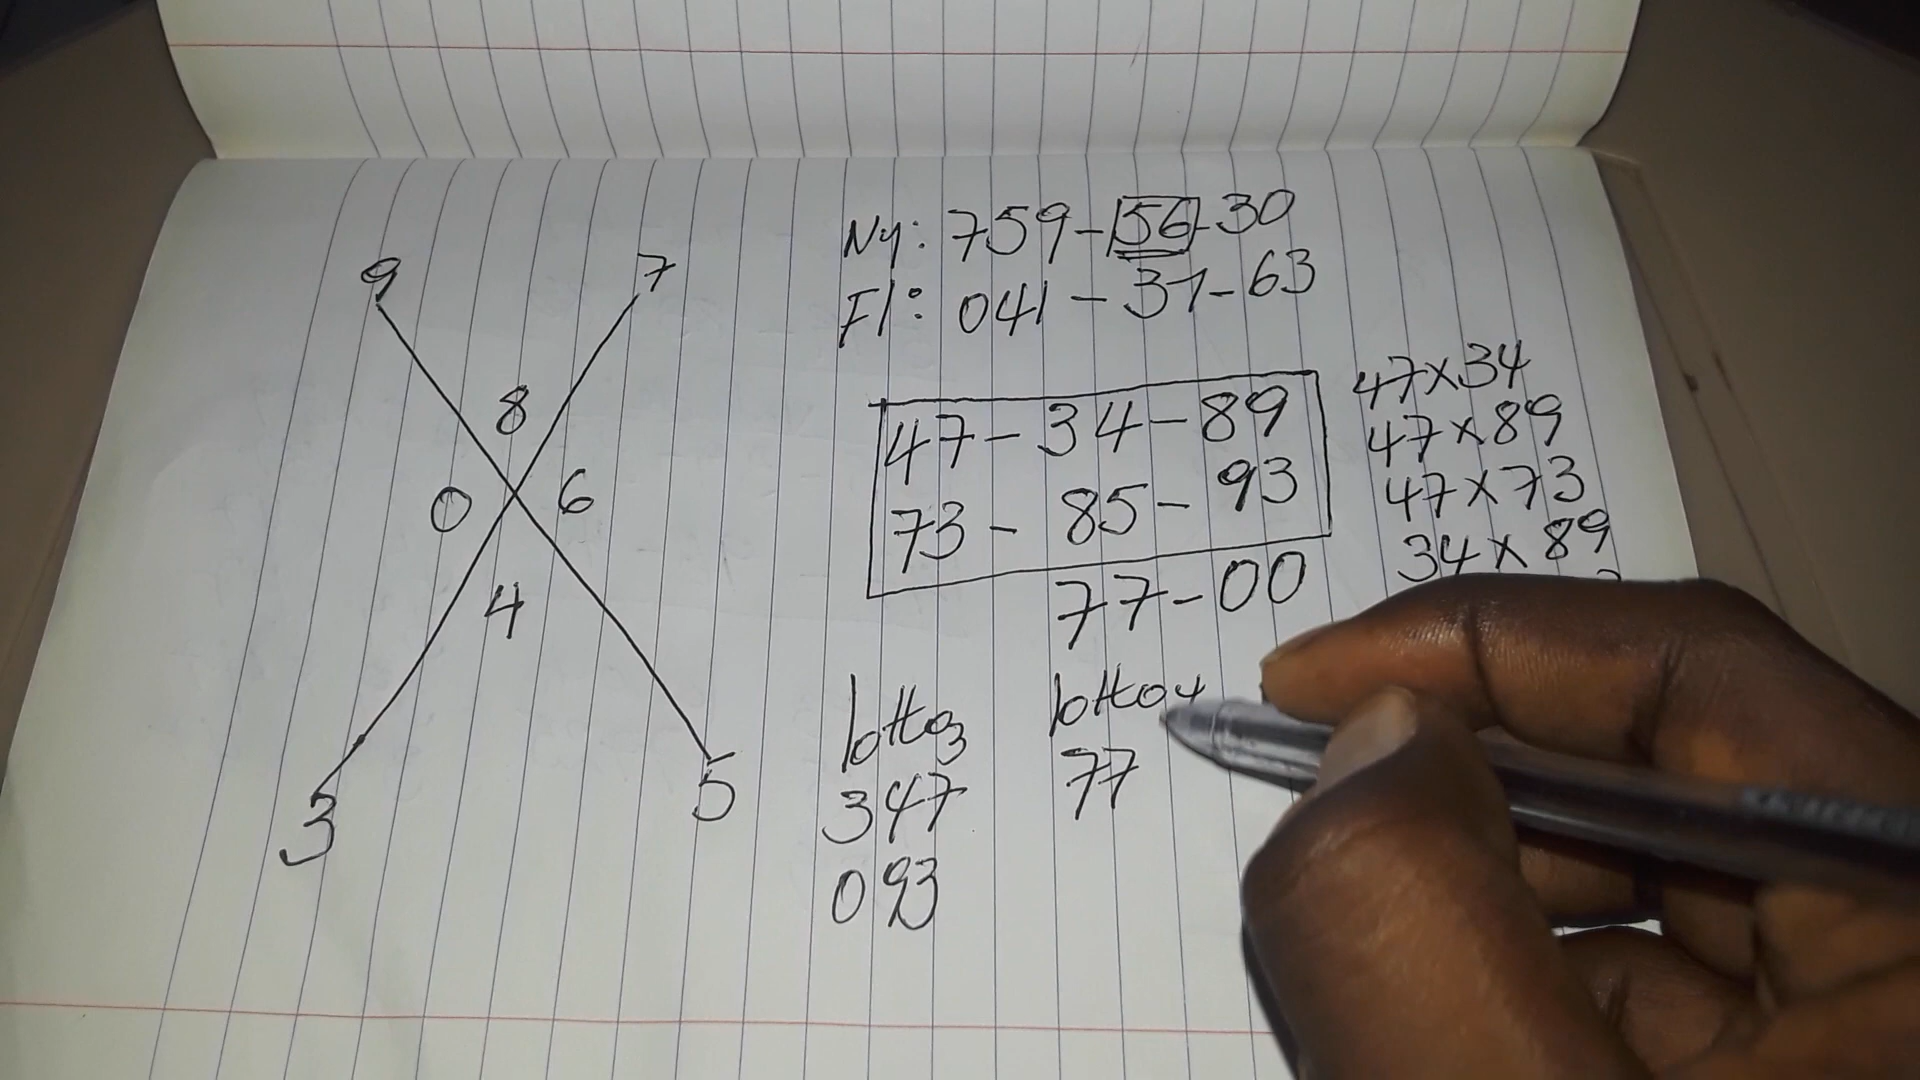 9 7
8
0 6
4
3 5
Ny: 759-56-30
Fl: 041-31-63
47-34-89
73-85-93
77-00
47x34
47x89
47x73
34x89
lotto3
347
093
lotto4
77